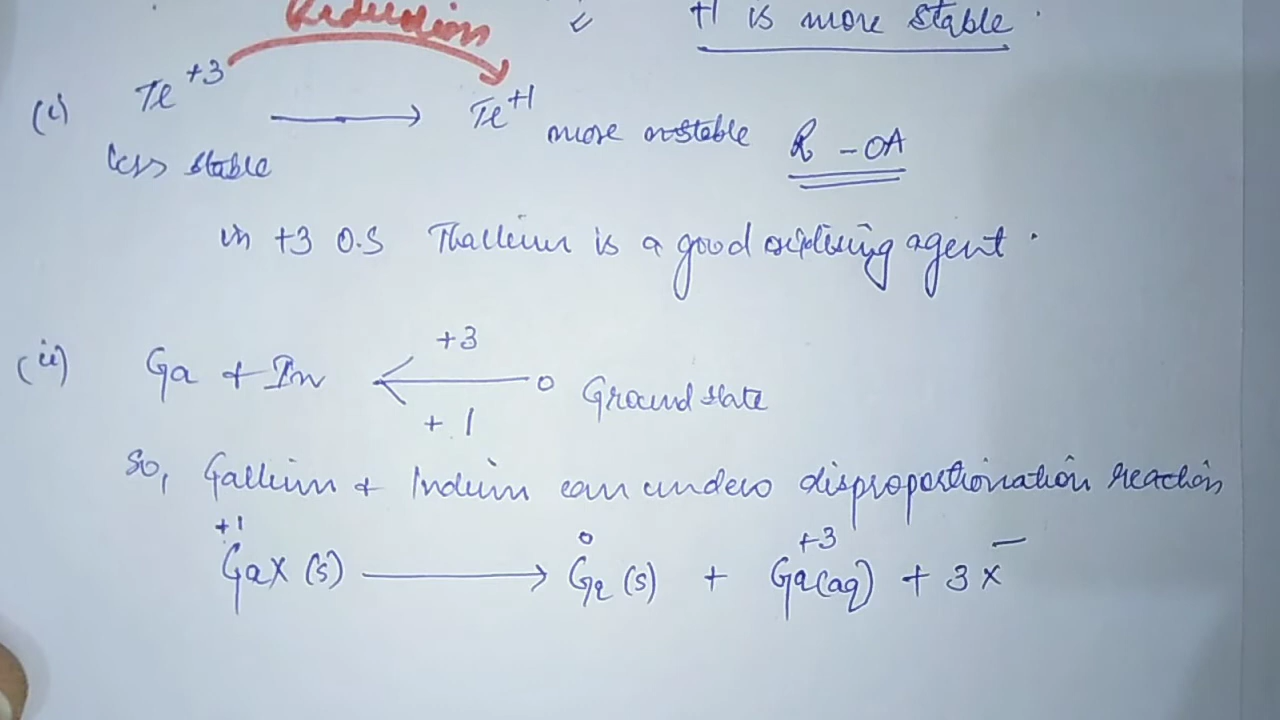 Reduction +1 is more stable .
(i) Tl +3 ⟶ Tl +1 more stable R - OA
less stable
in +3 O.S Thallium is a good oxidising agent .
+3
(ii) Ga + In ← 0 Ground state
+1
So, Gallium & Indium can undero disproportionation reaction
+1 0 +3
GaX (s) ⟶ Ga (s) + Ga(aq) + 3 X⁻